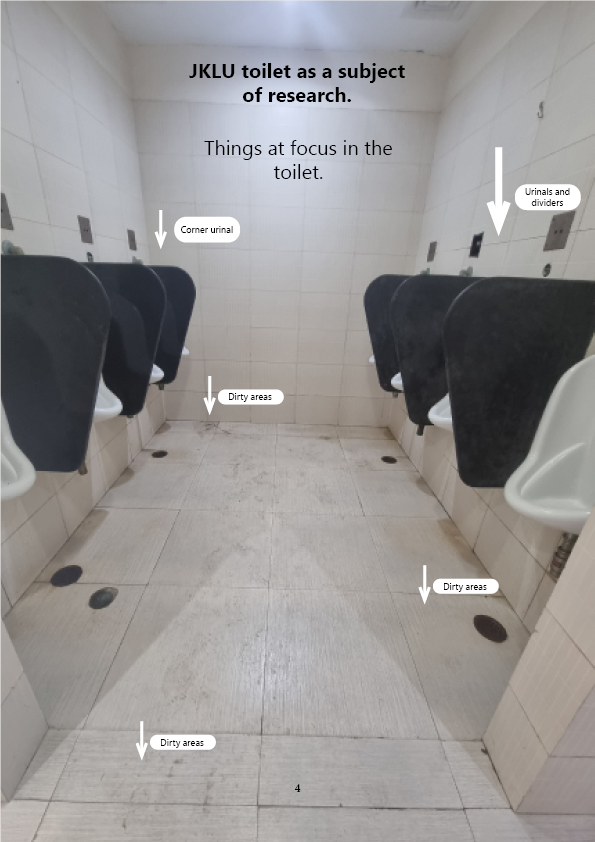 JKLU toilet as a subject
of research.
Things at focus in the
toilet.
Urinals and
dividers
Corner urinal
Dirty areas
Dirty areas
Dirty areas
4